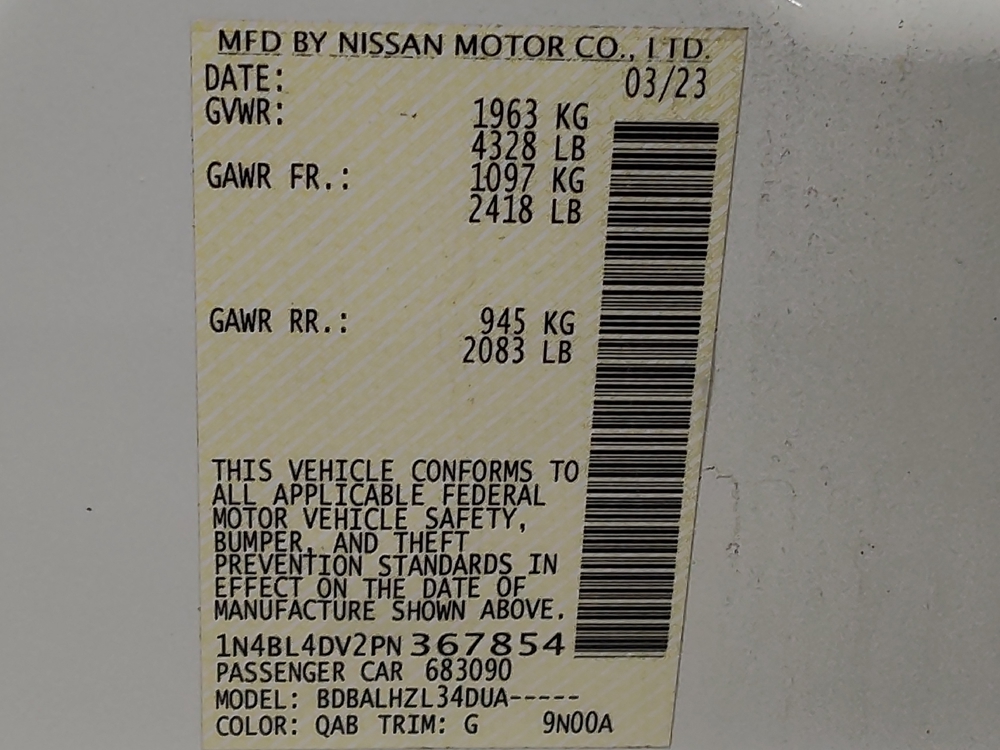 MFD BY NISSAN MOTOR CO., LTD.
DATE: 03/23
GVWR: 1963 KG
4328 LB
GAWR FR.: 1097 KG
2418 LB
GAWR RR.: 945 KG
2083 LB
THIS VEHICLE CONFORMS TO
ALL APPLICABLE FEDERAL
MOTOR VEHICLE SAFETY,
BUMPER, AND THEFT
PREVENTION STANDARDS IN
EFFECT ON THE DATE OF
MANUFACTURE SHOWN ABOVE.
1N4BL4DV2PN367854
PASSENGER CAR 683090
MODEL: BDBALHZL34DUA-----
COLOR: QAB TRIM: G 9N00A